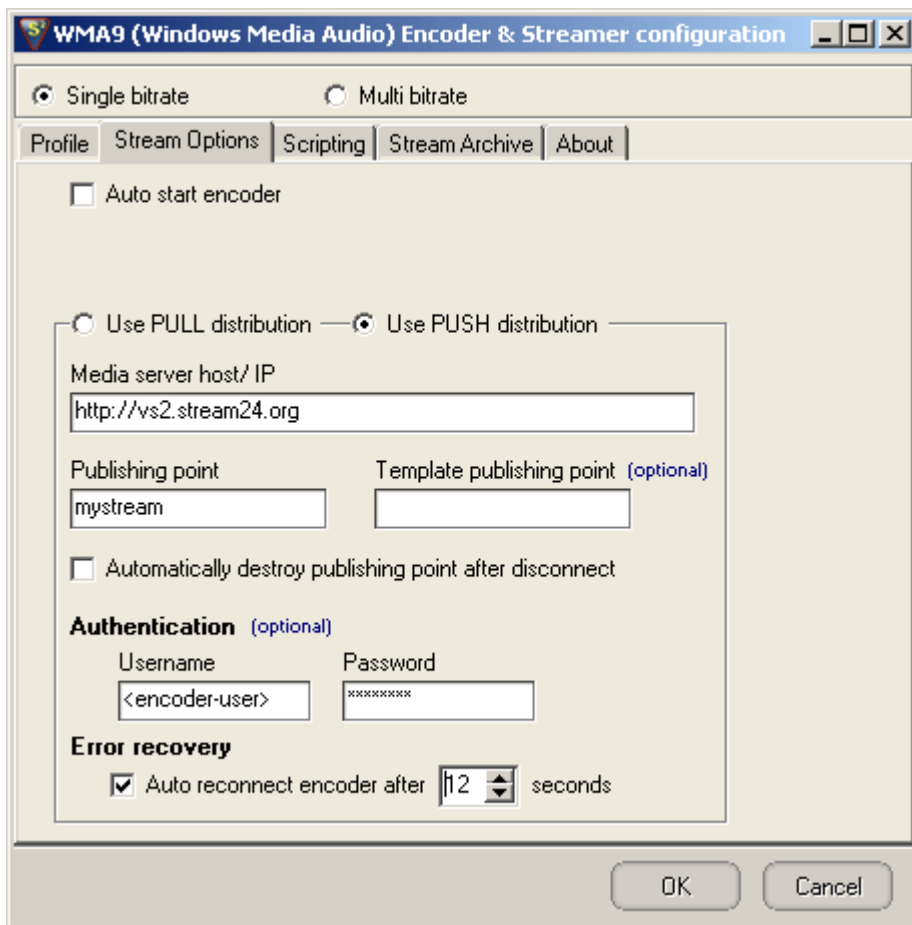 WMA9 (Windows Media Audio) Encoder & Streamer configuration
Single bitrate Multi bitrate
Profile Stream Options Scripting Stream Archive About
Auto start encoder
Use PULL distribution Use PUSH distribution
Media server host/ IP
http://vs2.stream24.org
Publishing point Template publishing point (optional)
mystream
Automatically destroy publishing point after disconnect
Authentication (optional)
Username Password
<encoder-user> ********
Error recovery
Auto reconnect encoder after 12 seconds
OK Cancel